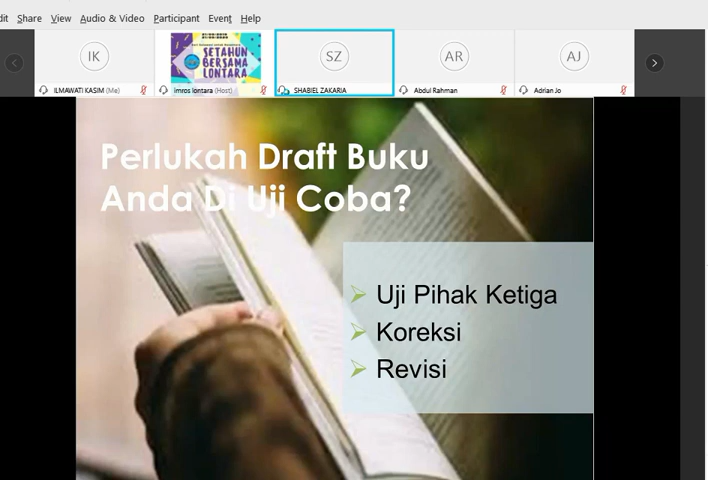 dit Share View Audio & Video Participant Event Help
IK
SETAHUN
BERSAMA
LONTARA
SZ
AR
AJ
ILMAWATI KASIM (Me)
Imros lontara (Host)
SHABIEL ZAKARIA
Abdul Rahman
Adrian Jo
Perlukah Draft Buku
Anda Di Uji Coba?
Uji Pihak Ketiga
Koreksi
Revisi